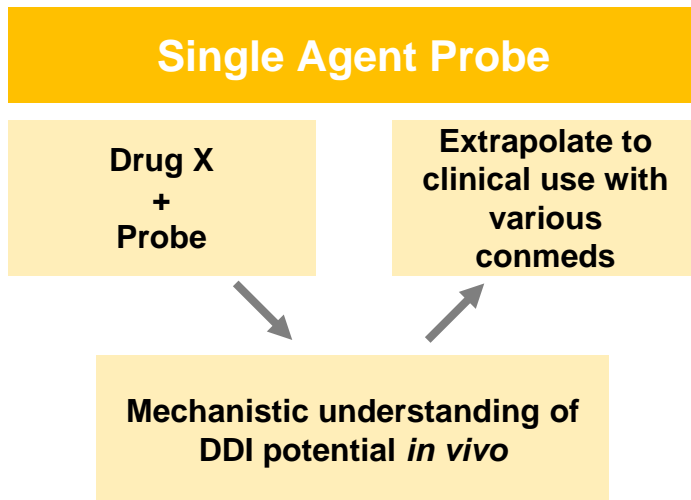 Single Agent Probe
Drug X
+
Probe
Extrapolate to
clinical use with
various
conmeds
Mechanistic understanding of
DDI potential in vivo